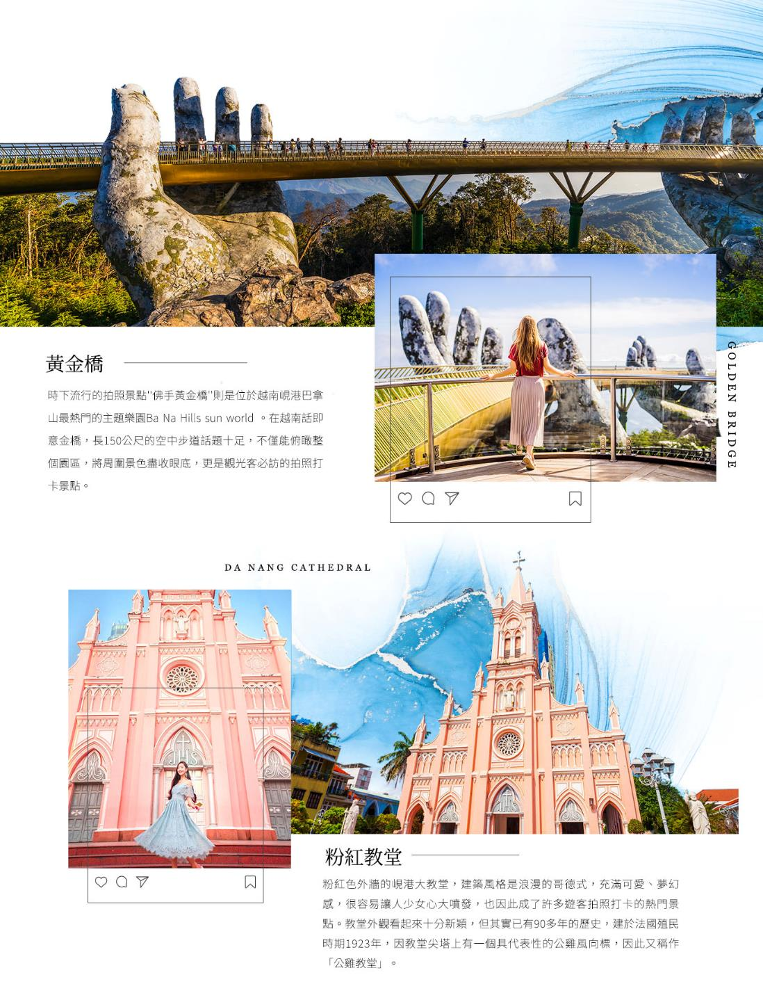 黃金橋
時下流行的拍照景點"佛手黃金橋"則是位於越南峴港巴拿
山最熱門的主題樂園Ba Na Hills sun world 。在越南話即
意金橋，長150公尺的空中步道話題十足，不僅能俯瞰整
個園區，將周圍景色盡收眼底，更是觀光客必訪的拍照打
卡景點。
GOLDEN BRIDGE
DA NANG CATHEDRAL
IHS
IHS
粉紅教堂
粉紅色外牆的峴港大教堂，建築風格是浪漫的哥德式，充滿可愛、夢幻
感，很容易讓人少女心大噴發，也因此成了許多遊客拍照打卡的熱門景
點。教堂外觀看起來十分新穎，但其實已有90多年的歷史，建於法國殖民
時期1923年，因教堂尖塔上有一個具代表性的公雞風向標，因此又稱作
「公雞教堂」。